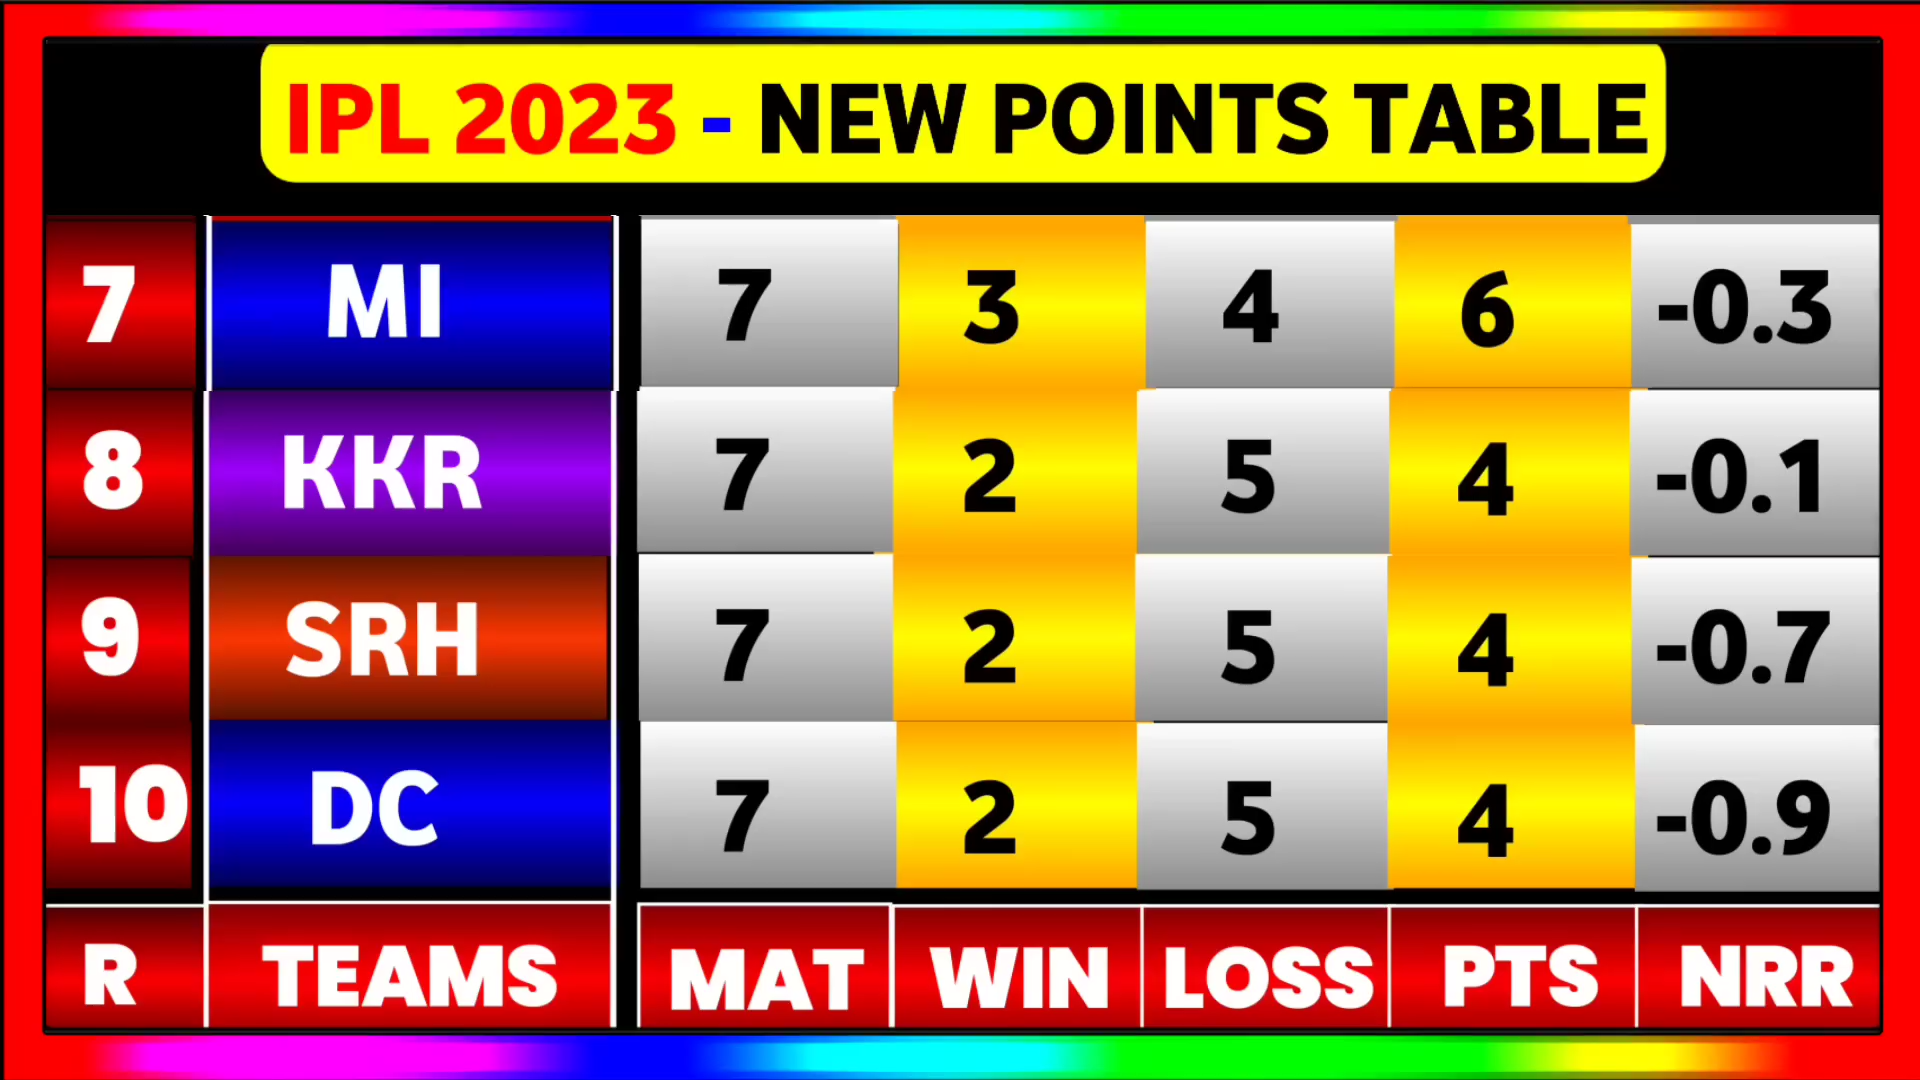 IPL 2023 - NEW POINTS TABLE
7 MI 7 3 4 6 -0.3
8 KKR 7 2 5 4 -0.1
9 SRH 7 2 5 4 -0.7
10 DC 7 2 5 4 -0.9
R TEAMS MAT WIN LOSS PTS NRR